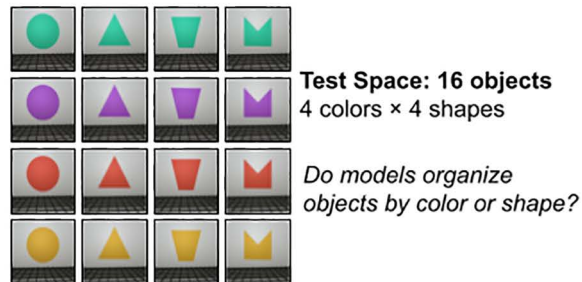 Test Space: 16 objects
4 colors × 4 shapes
Do models organize
objects by color or shape?